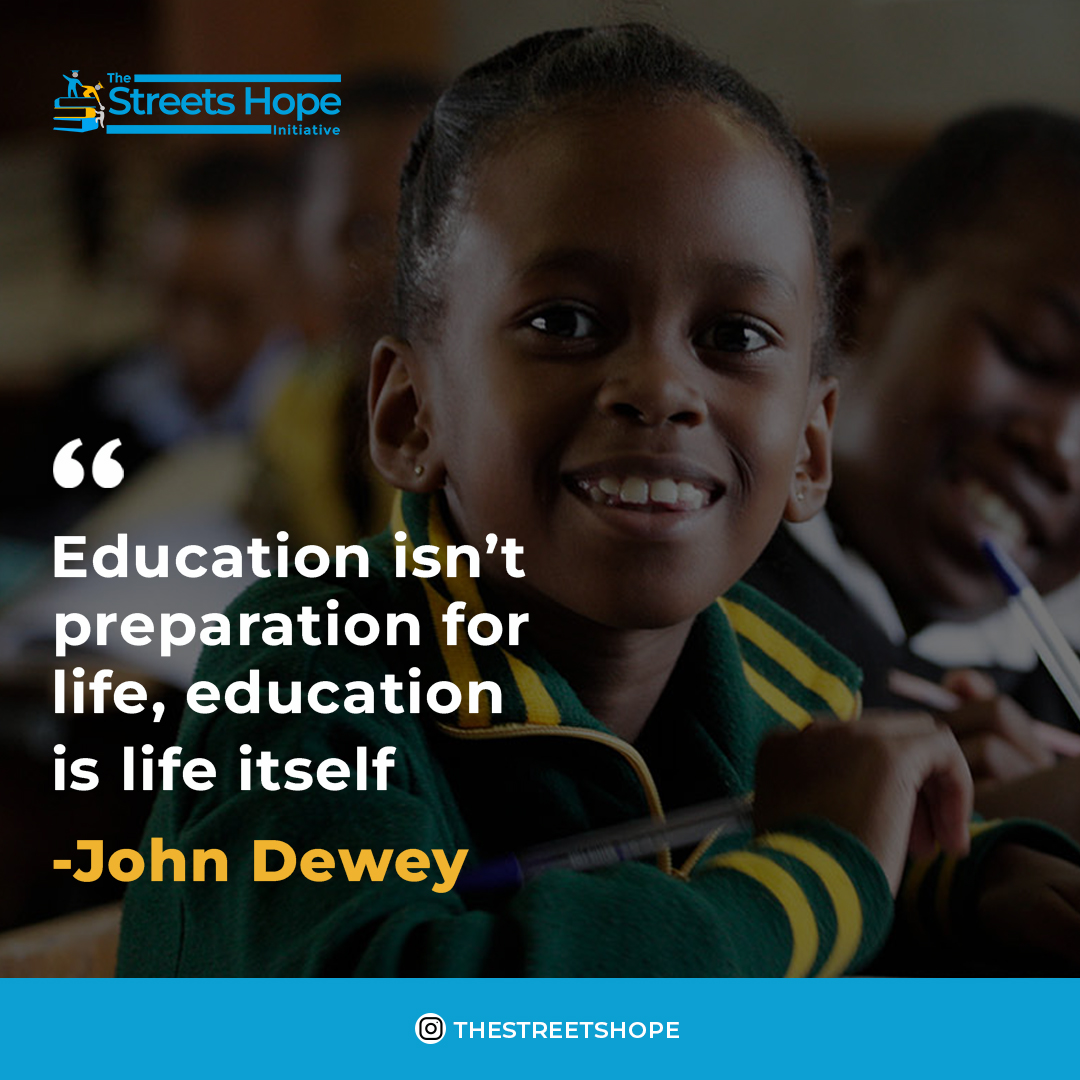 The
Streets Hope
Initiative
“
Education isn’t
preparation for
life, education
is life itself
-John Dewey
THESTREETSHOPE